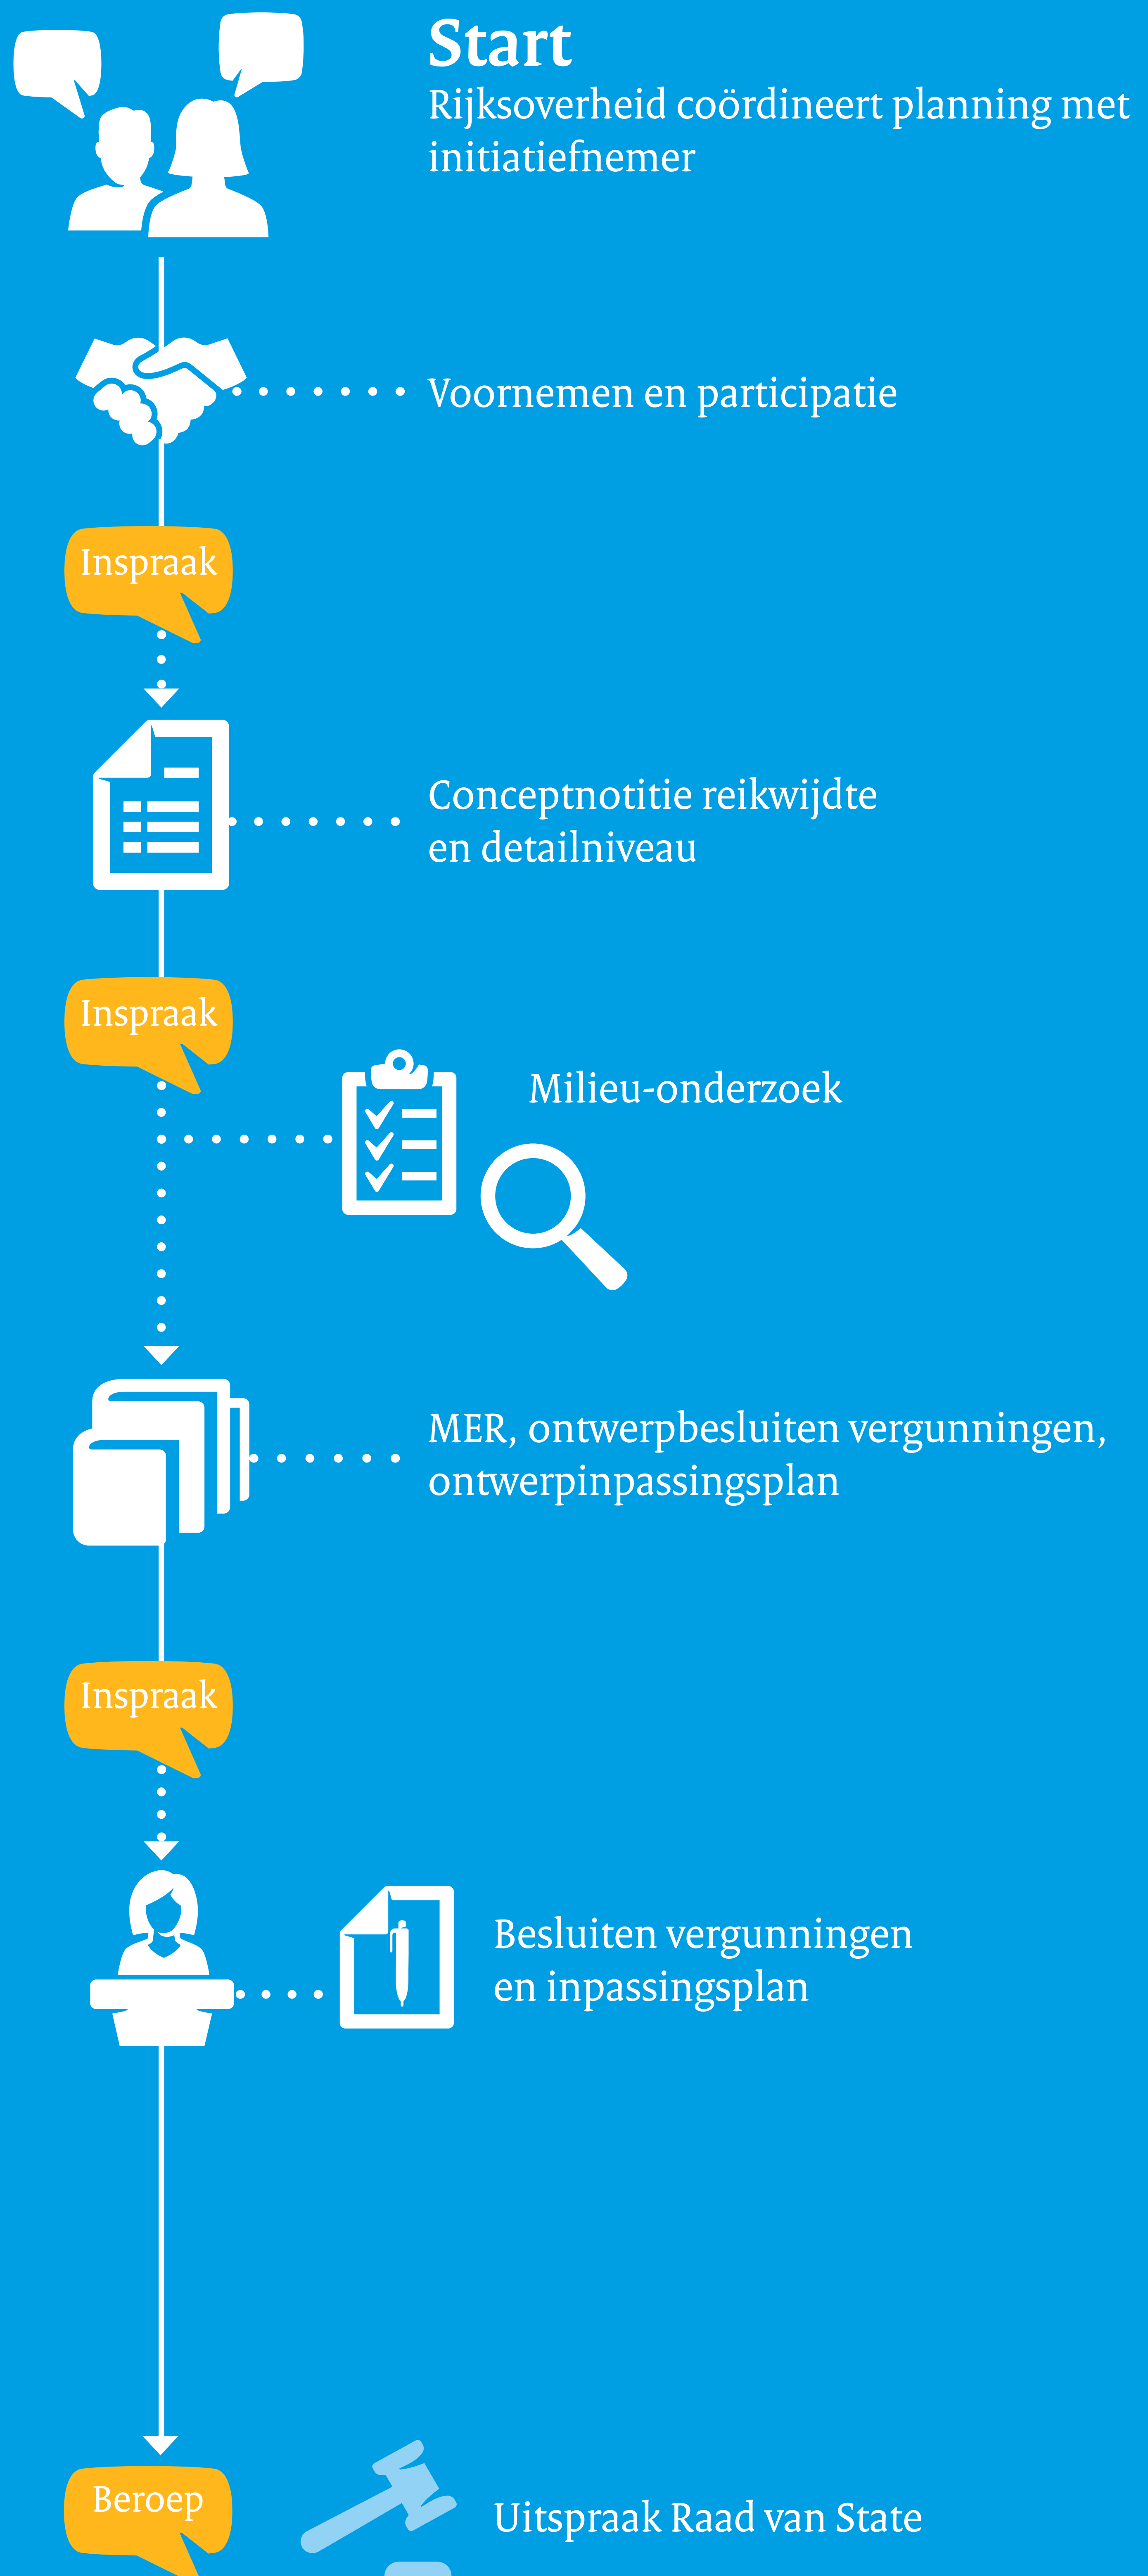 Start
Rijksoverheid coördineert planning met
initiatiefnemer
Voornemen en participatie
Inspraak
Conceptnotitie reikwijdte
en detailniveau
Inspraak
Milieu-onderzoek
MER, ontwerpbesluiten vergunningen,
ontwerpinpassingsplan
Inspraak
Besluiten vergunningen
en inpassingsplan
Beroep
Uitspraak Raad van State